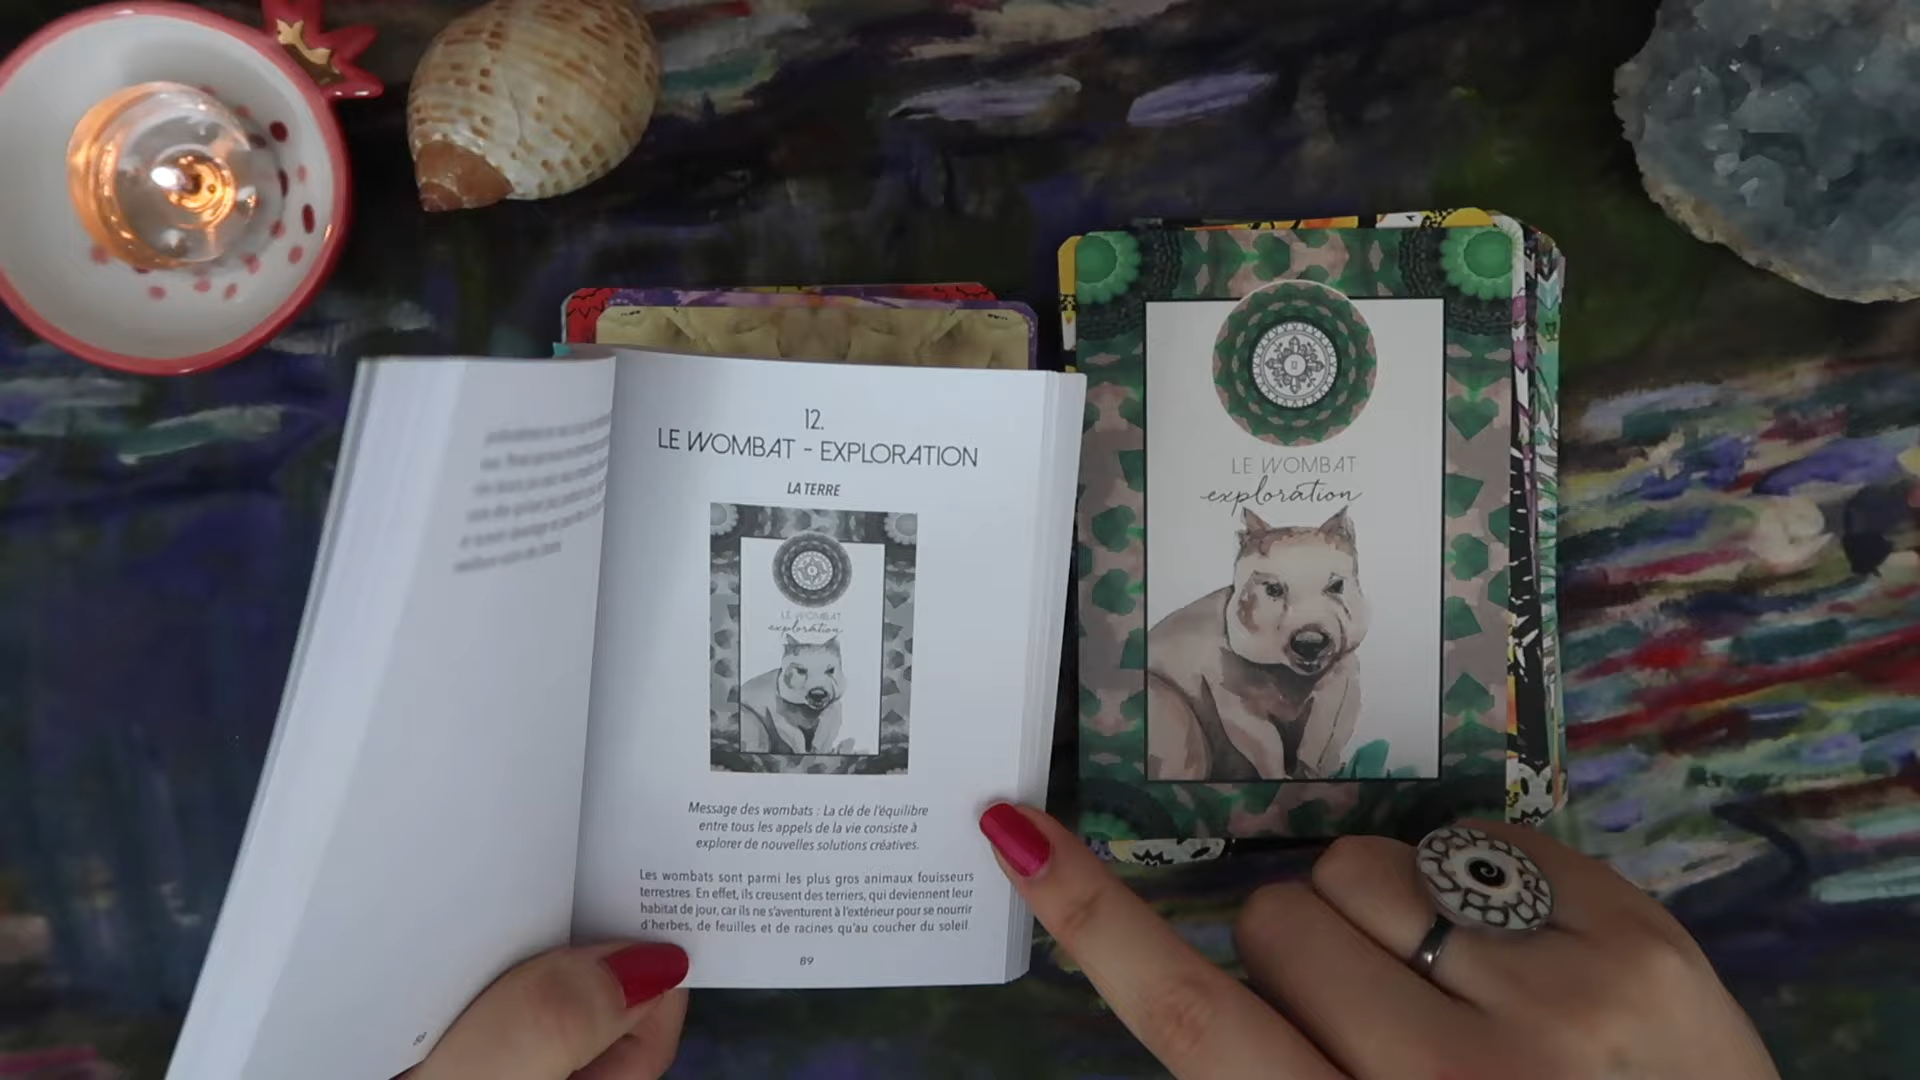 12.
LE WOMBAT - EXPLORATION
LA TERRE
LE WOMBAT
exploration
Message des wombats : La clé de l'équilibre
entre tous les appels de la vie consiste à
explorer de nouvelles solutions créatives.
Les wombats sont parmi les plus gros animaux fouisseurs
terrestres. En effet, ils creusent des terriers, qui deviennent leur
habitat de jour, car ils ne s'aventurent à l'extérieur pour se nourrir
d'herbes, de feuilles et de racines qu'au coucher du soleil.
89
LE WOMBAT
exploration